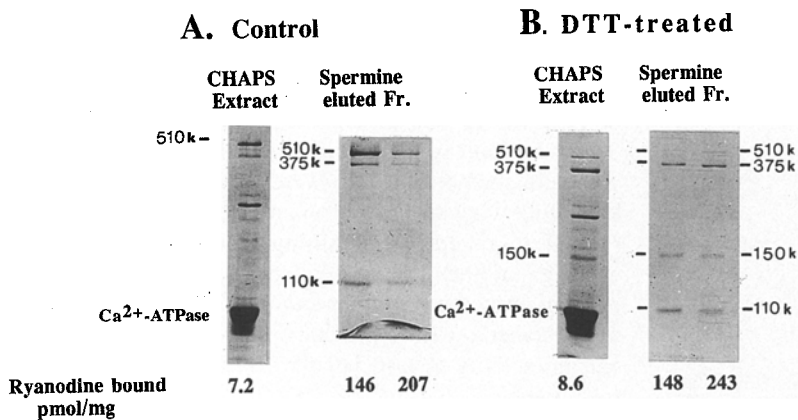 A. Control
B. DTT-treated
CHAPS Extract
Spermine eluted Fr.
CHAPS Extract
Spermine eluted Fr.
510k
510k
375k
110k
Ca2+-ATPase
510k
375k
150k
Ca2+-ATPase
510k
375k
150k
110k
Ryanodine bound pmol/mg
7.2
146 207
8.6
148 243